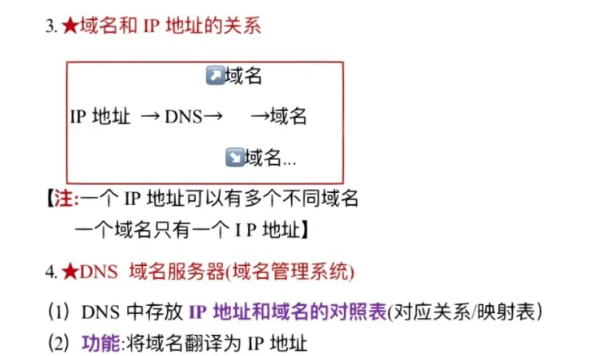 3.★域名和 IP 地址的关系
↗域名
IP 地址 →DNS→ →域名
↘域名...
【注:一个 IP 地址可以有多个不同域名
一个域名只有一个 I P 地址】
4.★DNS 域名服务器(域名管理系统)
(1) DNS 中存放 IP 地址和域名的对照表(对应关系/映射表)
(2) 功能:将域名翻译为 IP 地址